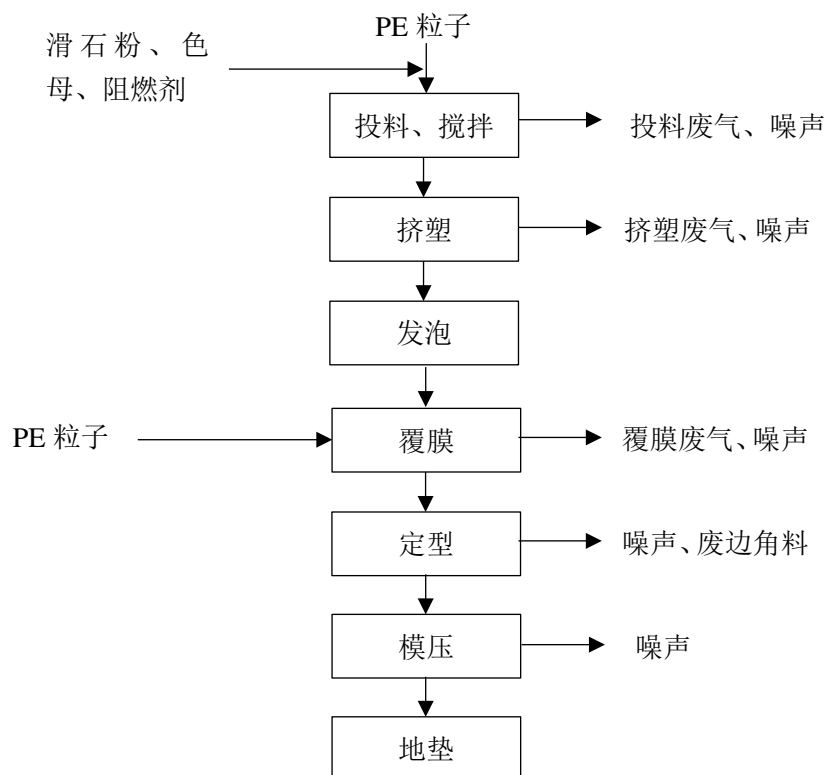 PE 粒子
滑石粉、色
母、阻燃剂
投料、搅拌
投料废气、噪声
挤塑
挤塑废气、噪声
发泡
PE 粒子
覆膜
覆膜废气、噪声
定型
噪声、废边角料
模压
噪声
地垫